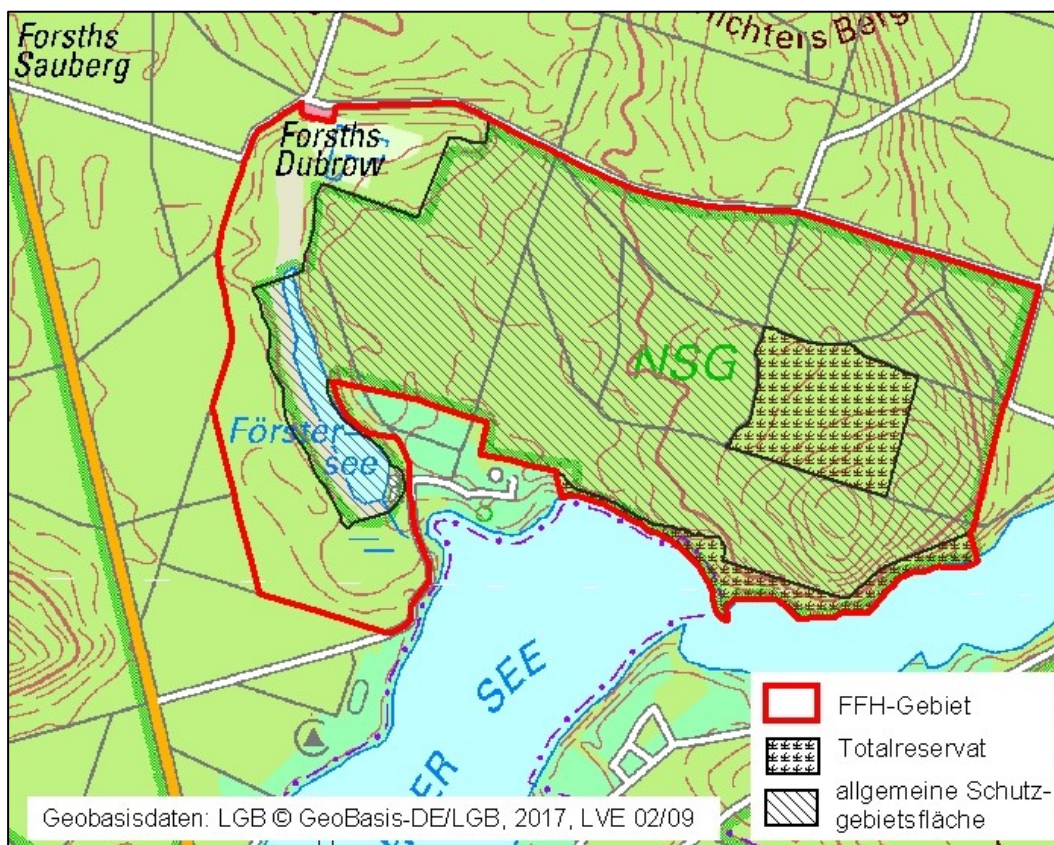 Forsths
Sauberg
Richters Berg
Forsths
Dubrow
NSG
Förster-
see
SEE
ER
FFH-Gebiet
Totalreservat
allgemeine Schutz-
gebietsfläche
Geobasisdaten: LGB © GeoBasis-DE/LGB, 2017, LVE 02/09